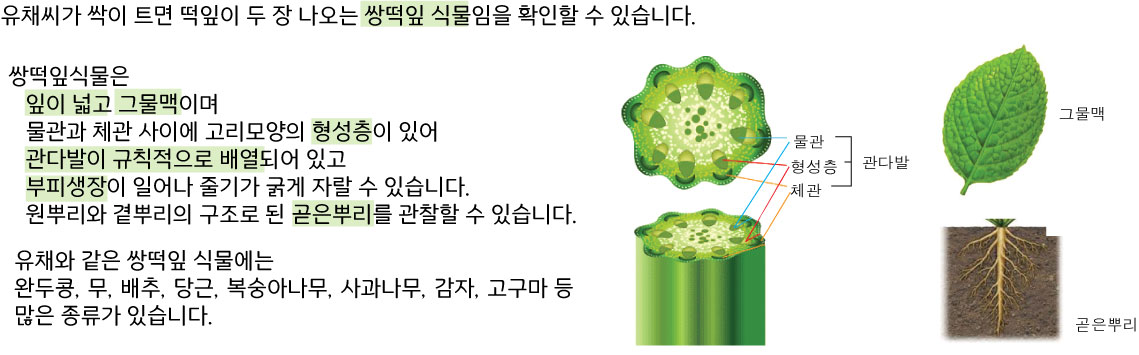 유채씨가 싹이 트면 떡잎이 두 장 나오는 쌍떡잎 식물임을 확인할 수 있습니다.
쌍떡잎식물은
잎이 넓고 그물맥이며
물관과 체관 사이에 고리모양의 형성층이 있어
관다발이 규칙적으로 배열되어 있고
부피생장이 일어나 줄기가 굵게 자랄 수 있습니다.
원뿌리와 곁뿌리의 구조로 된 곧은뿌리를 관찰할 수 있습니다.
유채와 같은 쌍떡잎 식물에는
완두콩, 무, 배추, 당근, 복숭아나무, 사과나무, 감자, 고구마 등
많은 종류가 있습니다.
물관
형성층
체관
관다발
그물맥
곧은뿌리